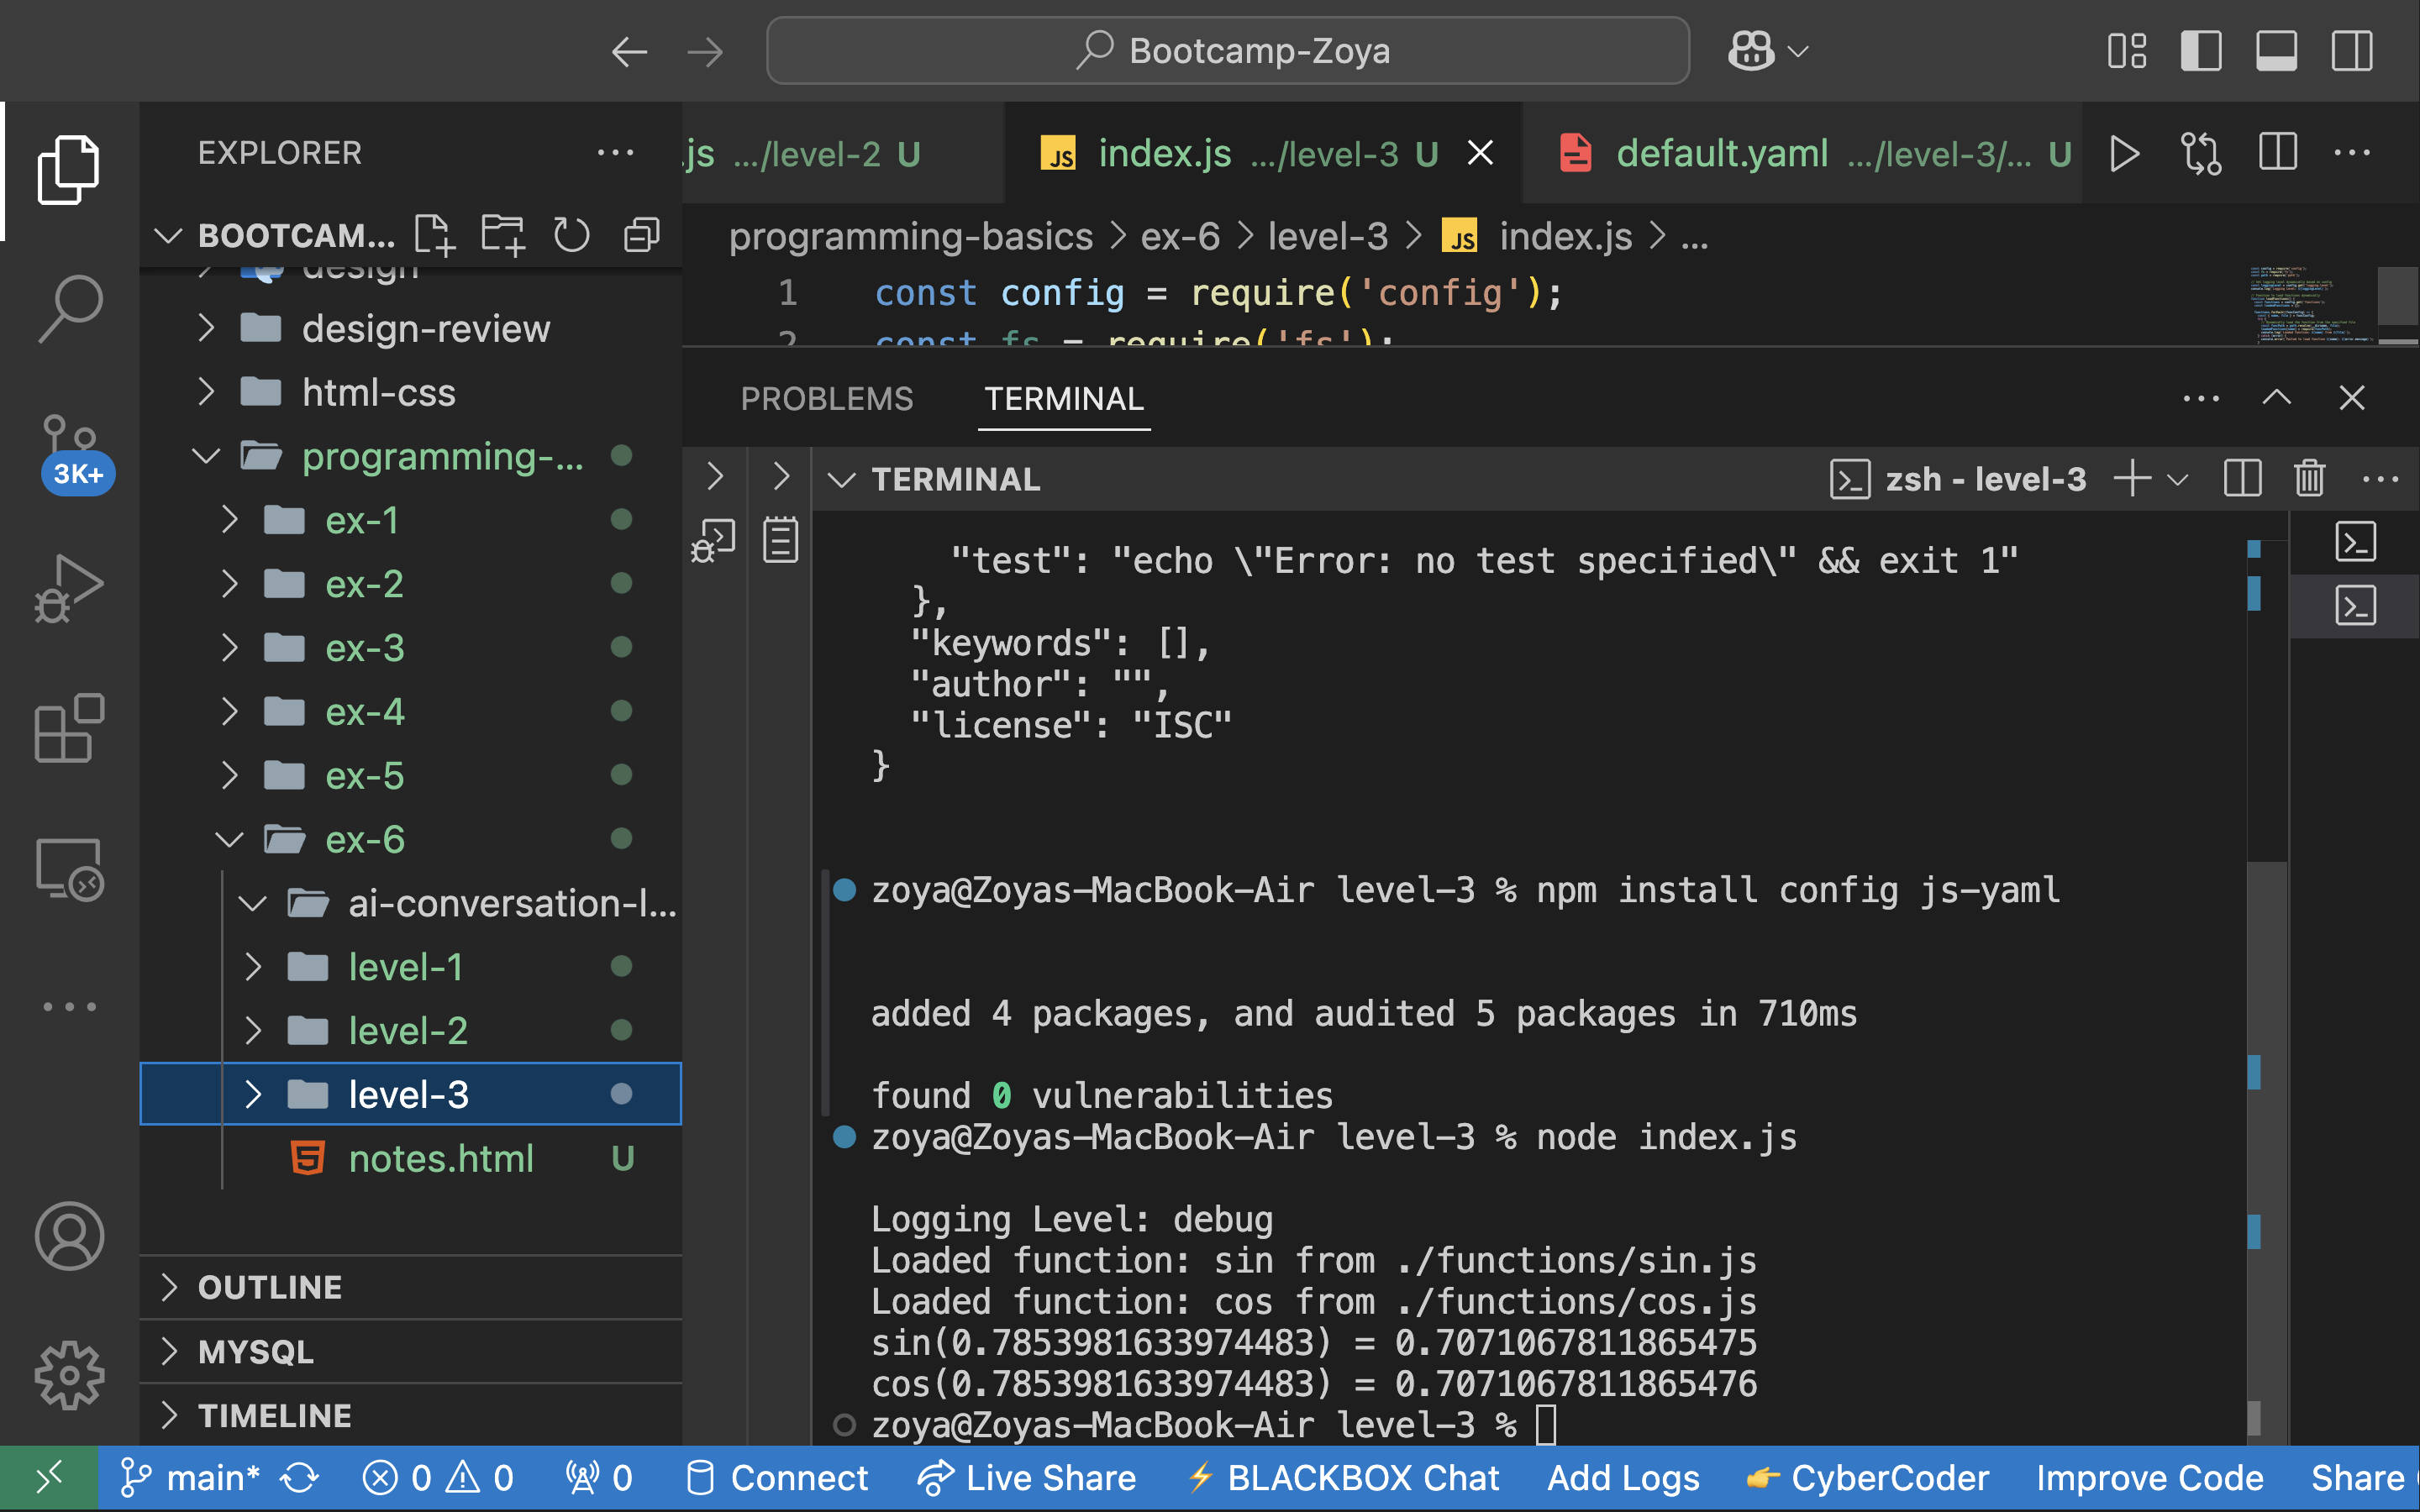 Bootcamp-Zoya
EXPLORER
BOOTCAM...
design
design-review
html-css
programming-...
ex-1
ex-2
ex-3
ex-4
ex-5
ex-6
ai-conversation-l...
level-1
level-2
level-3
notes.html U
OUTLINE
MYSQL
TIMELINE
3K+
.js .../level-2 U
JS index.js .../level-3 U
default.yaml .../level-3/... U
programming-basics > ex-6 > level-3 > JS index.js > ...
1 const config = require('config');
2 const fs = require('fs');
PROBLEMS TERMINAL
TERMINAL
zsh - level-3
"test": "echo \"Error: no test specified\" && exit 1"
},
"keywords": [],
"author": "",
"license": "ISC"
}
zoya@Zoyas-MacBook-Air level-3 % npm install config js-yaml
added 4 packages, and audited 5 packages in 710ms
found 0 vulnerabilities
zoya@Zoyas-MacBook-Air level-3 % node index.js
Logging Level: debug
Loaded function: sin from ./functions/sin.js
Loaded function: cos from ./functions/cos.js
sin(0.7853981633974483) = 0.7071067811865475
cos(0.7853981633974483) = 0.7071067811865476
zoya@Zoyas-MacBook-Air level-3 %
main* 0 0 0 Connect Live Share BLACKBOX Chat Add Logs CyberCoder Improve Code Share